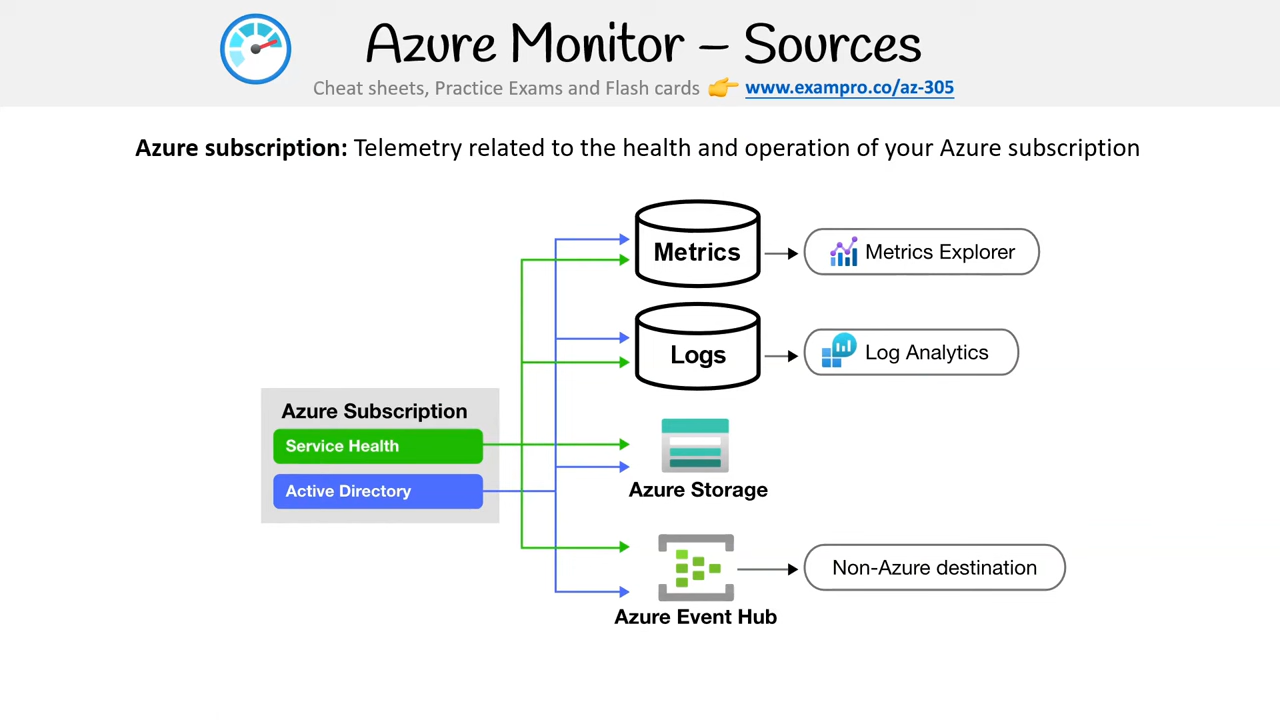 Azure Monitor – Sources
Cheat sheets, Practice Exams and Flash cards 👉 www.exampro.co/az-305
Azure subscription: Telemetry related to the health and operation of your Azure subscription
Metrics
Metrics Explorer
Logs
Log Analytics
Azure Subscription
Service Health
Active Directory
Azure Storage
Azure Event Hub
Non-Azure destination